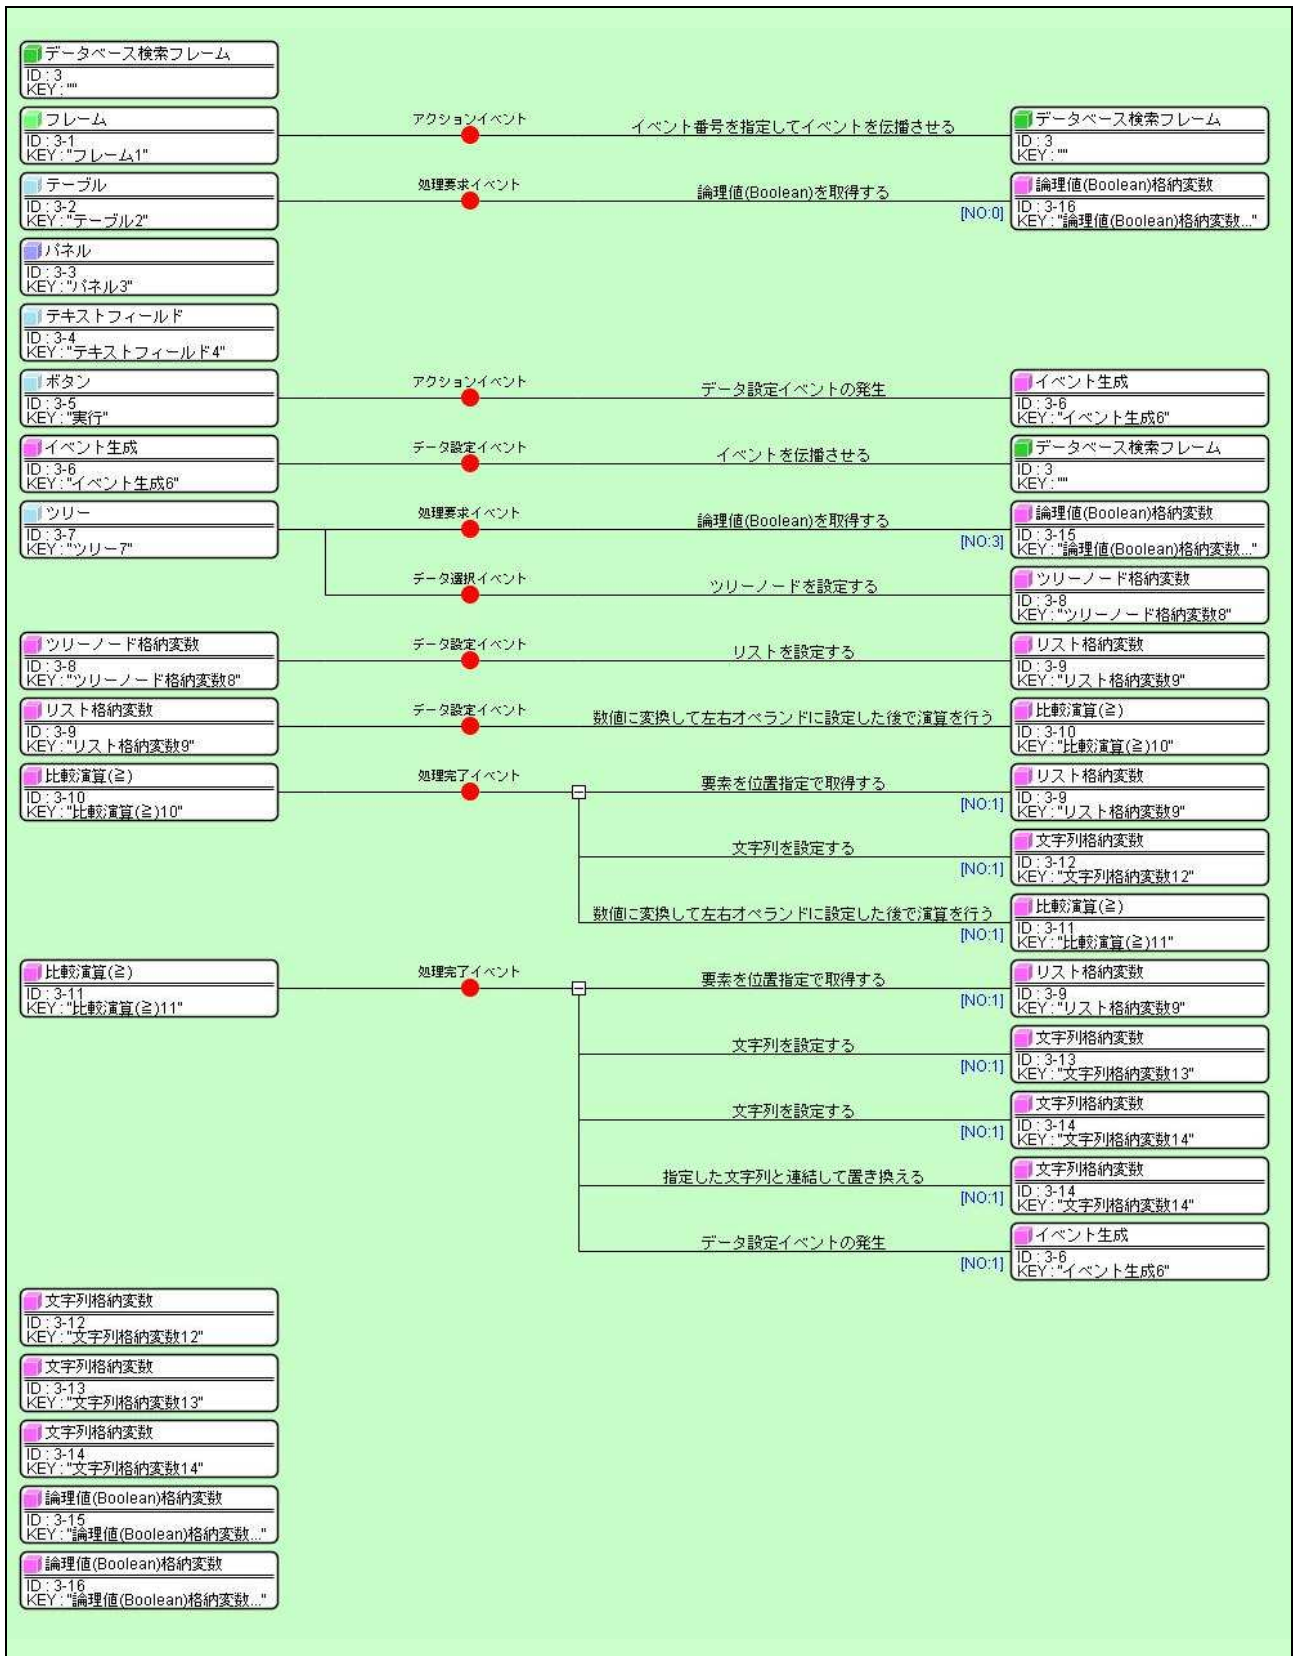 データベース検索フレーム
ID : 3
KEY : ""
フレーム
ID : 3-1
KEY : "フレーム1"
アクションイベント
イベント番号を指定してイベントを伝播させる
データベース検索フレーム
ID : 3
KEY : ""
テーブル
ID : 3-2
KEY : "テーブル2"
処理要求イベント
論理値(Boolean)を取得する
[NO:0]
論理値(Boolean)格納変数
ID : 3-16
KEY : "論理値(Boolean)格納変数..."
パネル
ID : 3-3
KEY : "パネル3"
テキストフィールド
ID : 3-4
KEY : "テキストフィールド4"
ボタン
ID : 3-5
KEY : "実行"
アクションイベント
データ設定イベントの発生
イベント生成
ID : 3-6
KEY : "イベント生成6"
イベント生成
ID : 3-6
KEY : "イベント生成6"
データ設定イベント
イベントを伝播させる
データベース検索フレーム
ID : 3
KEY : ""
ツリー
ID : 3-7
KEY : "ツリー7"
処理要求イベント
論理値(Boolean)を取得する
[NO:3]
論理値(Boolean)格納変数
ID : 3-15
KEY : "論理値(Boolean)格納変数..."
データ選択イベント
ツリーノードを設定する
ツリーノード格納変数
ID : 3-8
KEY : "ツリーノード格納変数8"
ツリーノード格納変数
ID : 3-8
KEY : "ツリーノード格納変数8"
データ設定イベント
リストを設定する
リスト格納変数
ID : 3-9
KEY : "リスト格納変数9"
リスト格納変数
ID : 3-9
KEY : "リスト格納変数9"
データ設定イベント
数値に変換して左右オペランドに設定した後で演算を行う
比較演算(≧)
ID : 3-10
KEY : "比較演算(≧)10"
比較演算(≧)
ID : 3-10
KEY : "比較演算(≧)10"
処理完了イベント
要素を位置指定で取得する
[NO:1]
リスト格納変数
ID : 3-9
KEY : "リスト格納変数9"
文字列を設定する
[NO:1]
文字列格納変数
ID : 3-12
KEY : "文字列格納変数12"
数値に変換して左右オペランドに設定した後で演算を行う
[NO:1]
比較演算(≧)
ID : 3-11
KEY : "比較演算(≧)11"
比較演算(≧)
ID : 3-11
KEY : "比較演算(≧)11"
処理完了イベント
要素を位置指定で取得する
[NO:1]
リスト格納変数
ID : 3-9
KEY : "リスト格納変数9"
文字列を設定する
[NO:1]
文字列格納変数
ID : 3-13
KEY : "文字列格納変数13"
文字列を設定する
[NO:1]
文字列格納変数
ID : 3-14
KEY : "文字列格納変数14"
指定した文字列と連結して置き換える
[NO:1]
文字列格納変数
ID : 3-14
KEY : "文字列格納変数14"
データ設定イベントの発生
[NO:1]
イベント生成
ID : 3-6
KEY : "イベント生成6"
文字列格納変数
ID : 3-12
KEY : "文字列格納変数12"
文字列格納変数
ID : 3-13
KEY : "文字列格納変数13"
文字列格納変数
ID : 3-14
KEY : "文字列格納変数14"
論理値(Boolean)格納変数
ID : 3-15
KEY : "論理値(Boolean)格納変数..."
論理値(Boolean)格納変数
ID : 3-16
KEY : "論理値(Boolean)格納変数..."